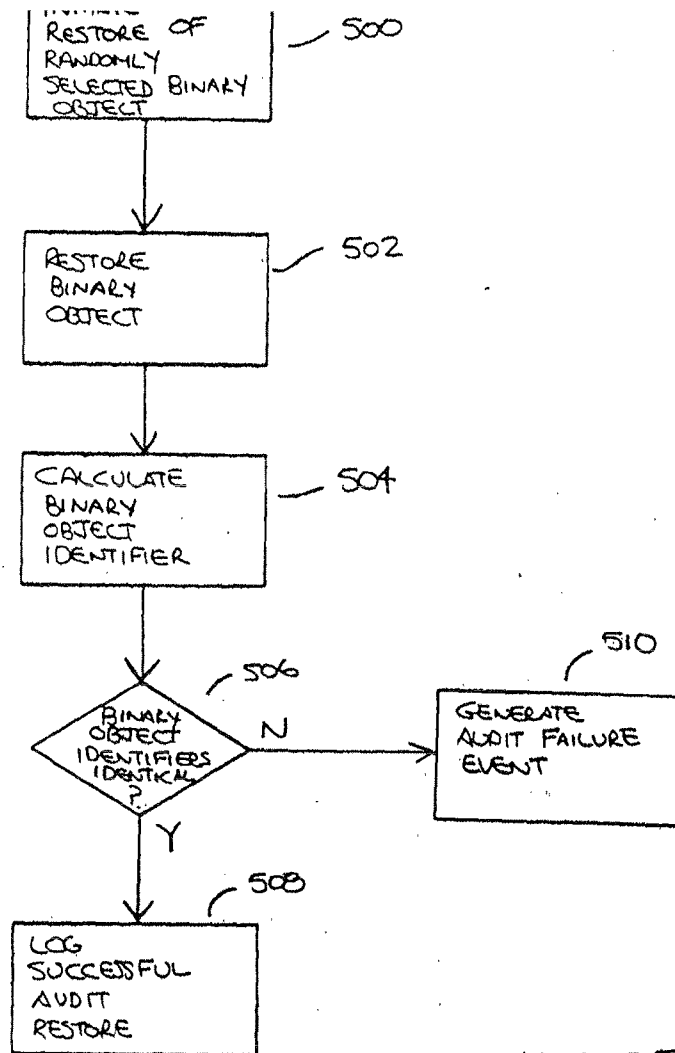 RESTORE OF
RANDOMLY
SELECTED BINARY
OBJECT
500
RESTORE
BINARY
OBJECT
502
CALCULATE
BINARY
OBJECT
IDENTIFIER
504
BINARY
OBJECT
IDENTIFIERS
IDENTICAL
?
506
N
Y
GENERATE
AUDIT FAILURE
EVENT
510
LOG
SUCCESSFUL
AUDIT
RESTORE
508